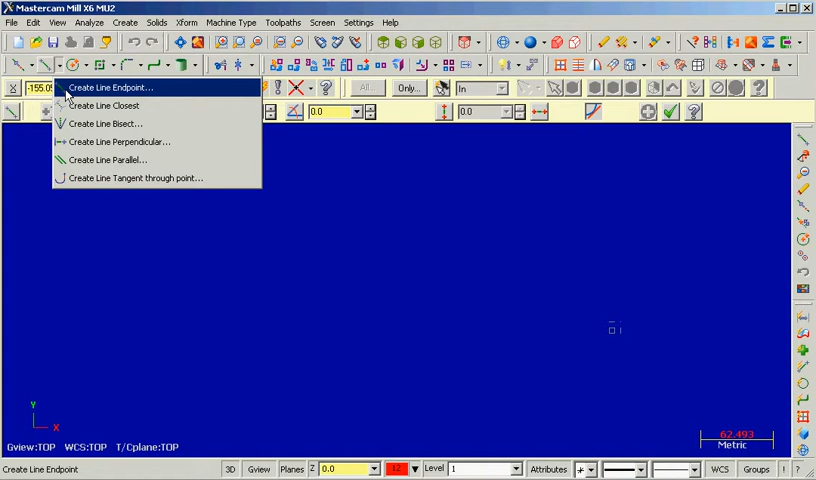 Mastercam Mill X6 MU2
File Edit View Analyze Create Solids XForm Machine Type Toolpaths Screen Settings Help
X -155.05 All... Only... In
0.0 0.0
Create Line Endpoint...
Create Line Closest
Create Line Bisect...
Create Line Perpendicular...
Create Line Parallel...
Create Line Tangent through point...
Y
X
62.493
Metric
Gview:TOP WCS:TOP T/Cplane:TOP
Create Line Endpoint 3D Gview Planes Z 0.0 12 Level 1 Attributes * WCS Groups ! ?